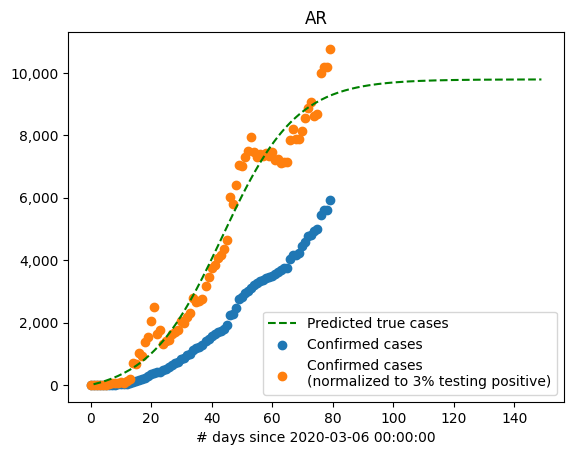 AR
10,000
8,000
6,000
4,000
2,000
0
Predicted true cases
Confirmed cases
Confirmed cases
(normalized to 3% testing positive)
0 20 40 60 80 100 120 140
# days since 2020-03-06 00:00:00